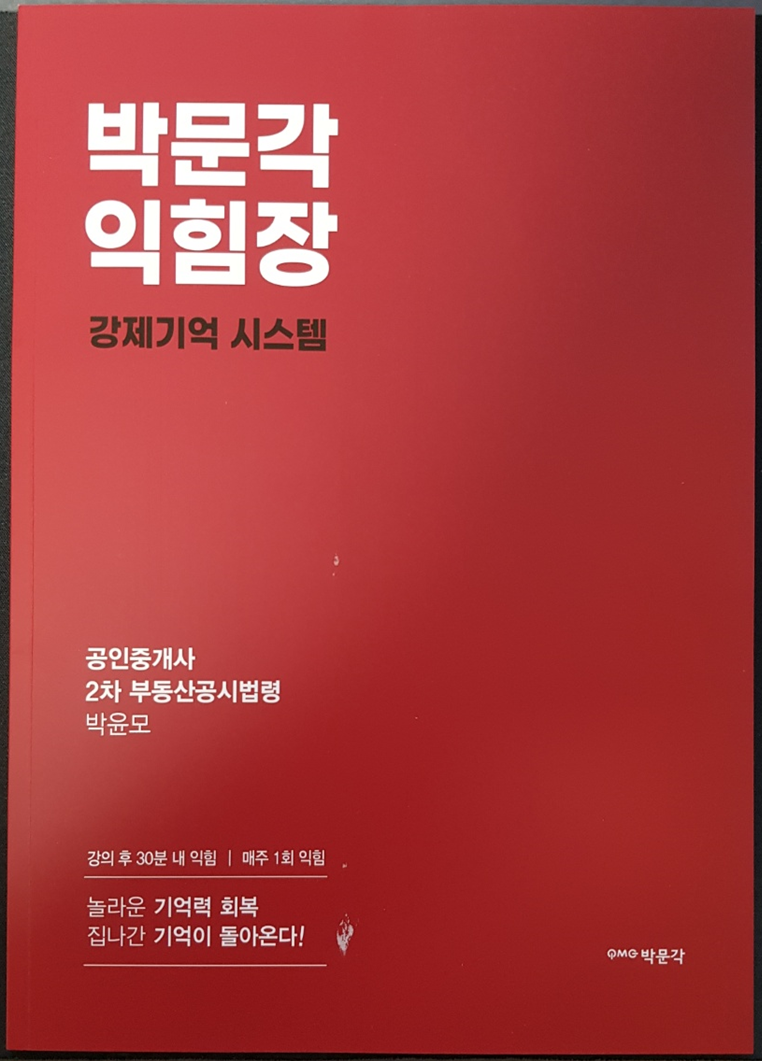 박문각
익힘장
강제기억 시스템
공인중개사
2차 부동산공시법령
박윤모
강의 후 30분 내 익힘 | 매주 1회 익힘
놀라운 기억력 회복
집나간 기억이 돌아온다!
PMG 박문각